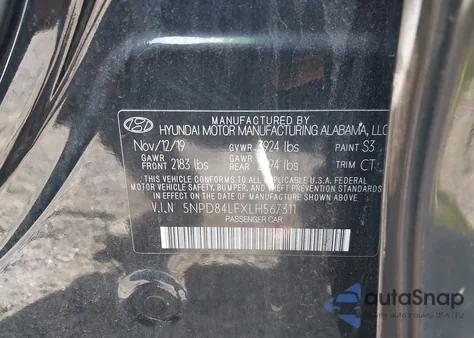 MANUFACTURED BY
HYUNDAI MOTOR MANUFACTURING ALABAMA, LLC
Nov/12/19 GVWR 3924 lbs PAINT S3
GAWR FRONT 2183 lbs GAWR REAR lbs TRIM CT
THIS VEHICLE CONFORMS TO ALL APPLICABLE U.S.A. FEDERAL
MOTOR VEHICLE SAFETY, BUMPER, AND THEFT PREVENTION STANDARDS
IN EFFECT ON THE DATE OF MANUFACTURE SHOWN ABOVE.
V.I.N 5NPD84LFXLH567311
PASSENGER CAR
autoSnap